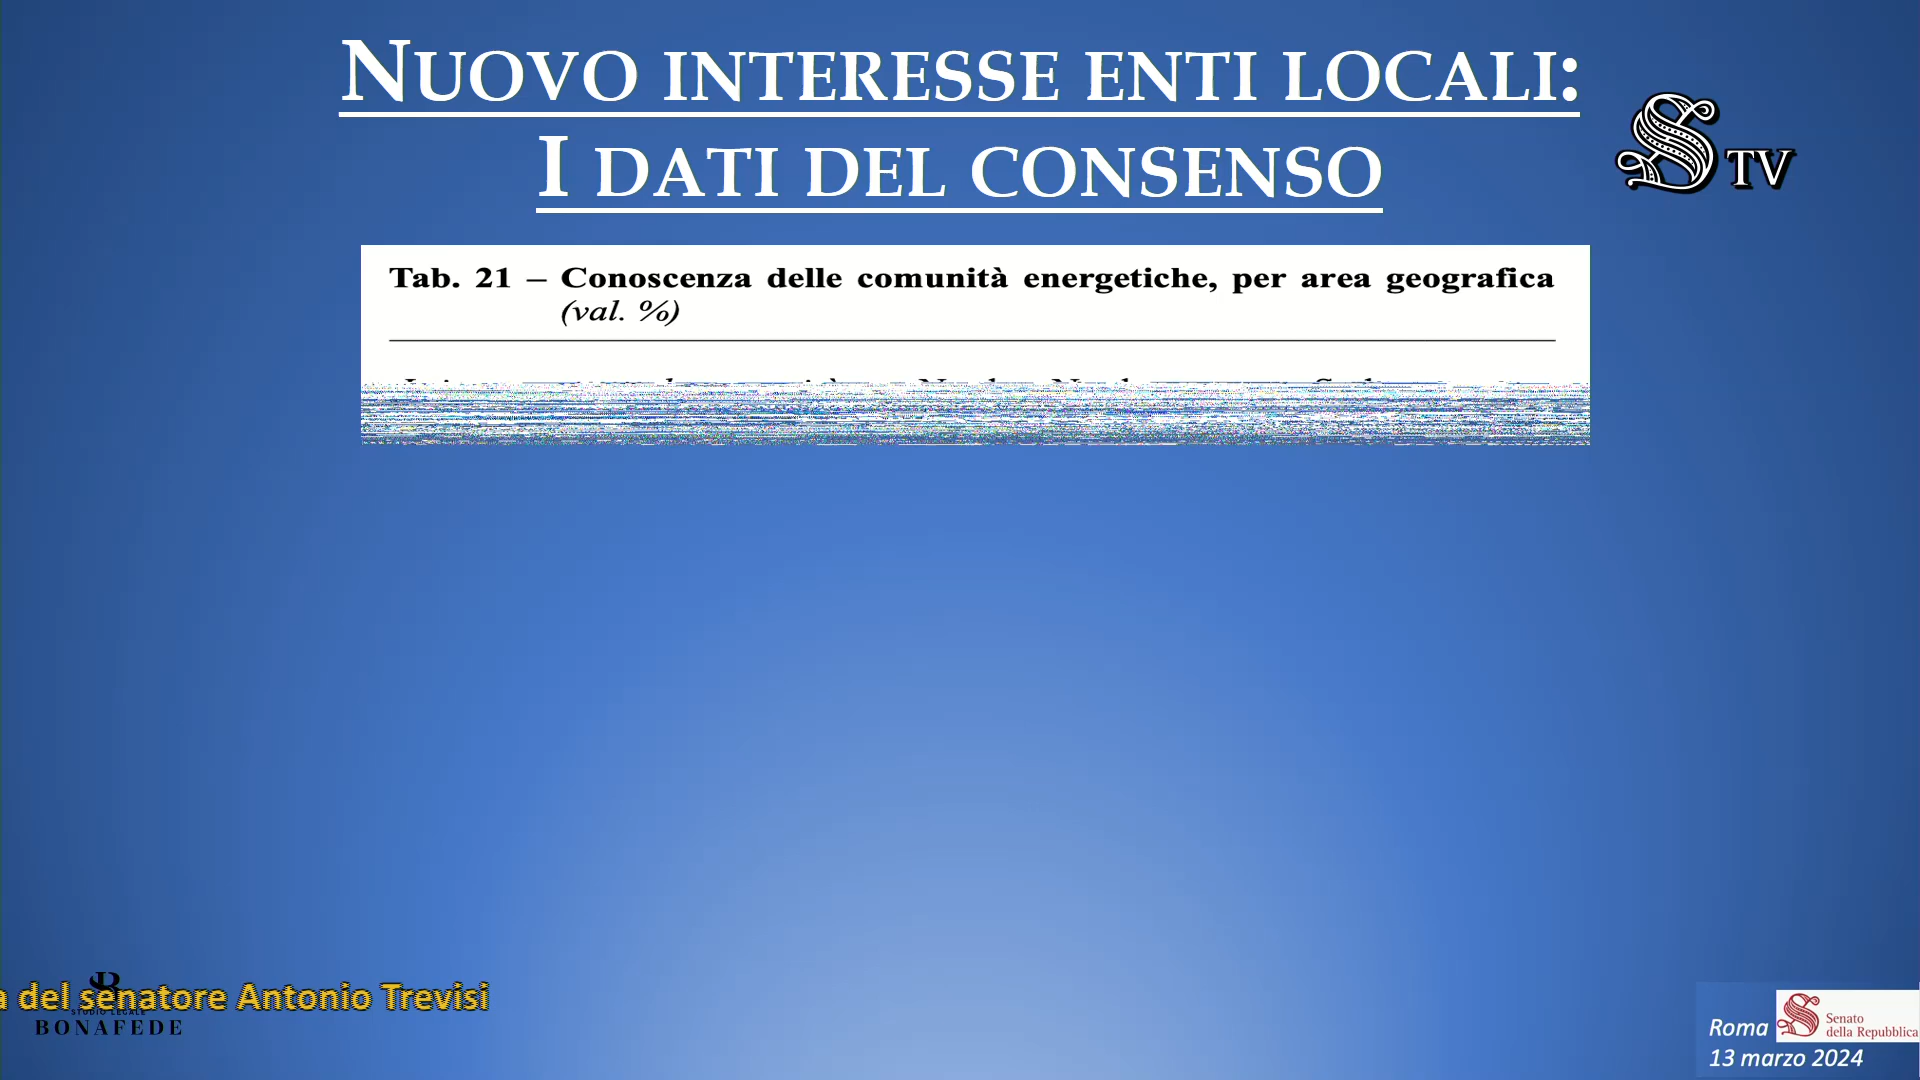 NUOVO INTERESSE ENTI LOCALI:
I DATI DEL CONSENSO
TV
Tab. 21 – Conoscenza delle comunità energetiche, per area geografica
(val. %)
a del senatore Antonio Trevisi
STUDIO LEGALE
BONAFEDE
Roma
13 marzo 2024
Senato
della Repubblica